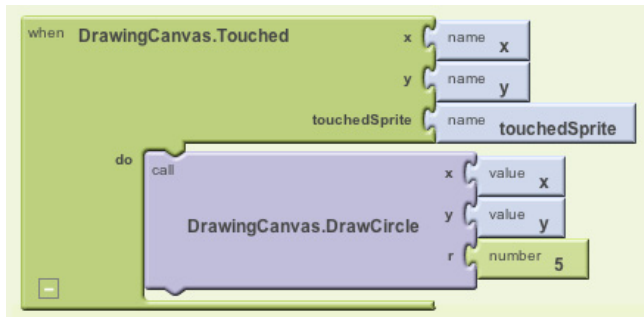 when DrawingCanvas.Touched x name x
y name y
touchedSprite name touchedSprite
do call x value x
DrawingCanvas.DrawCircle y value y
r number 5